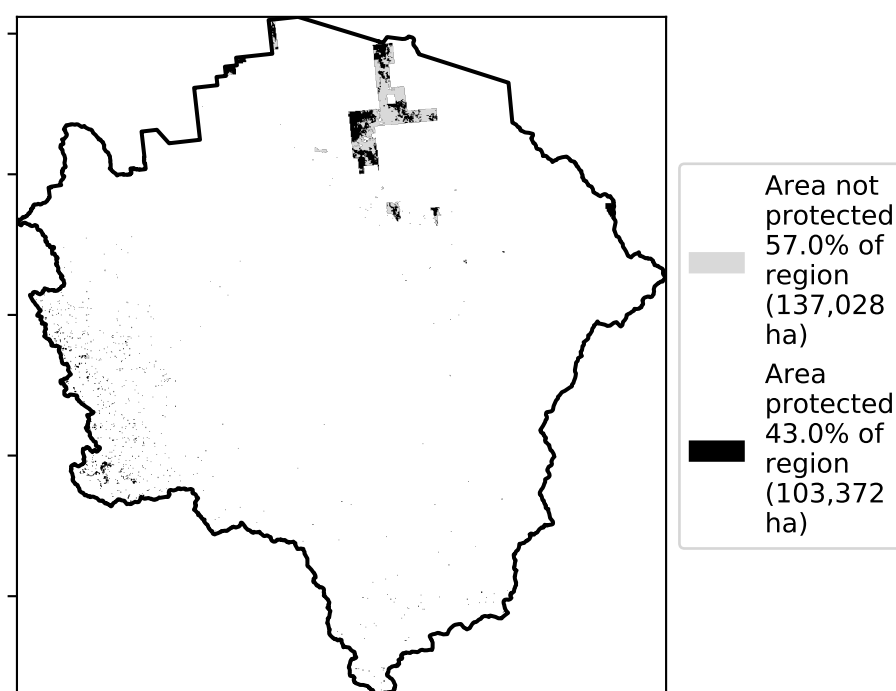 Area not
protected
57.0% of
region
(137,028
ha)
Area
protected
43.0% of
region
(103,372
ha)